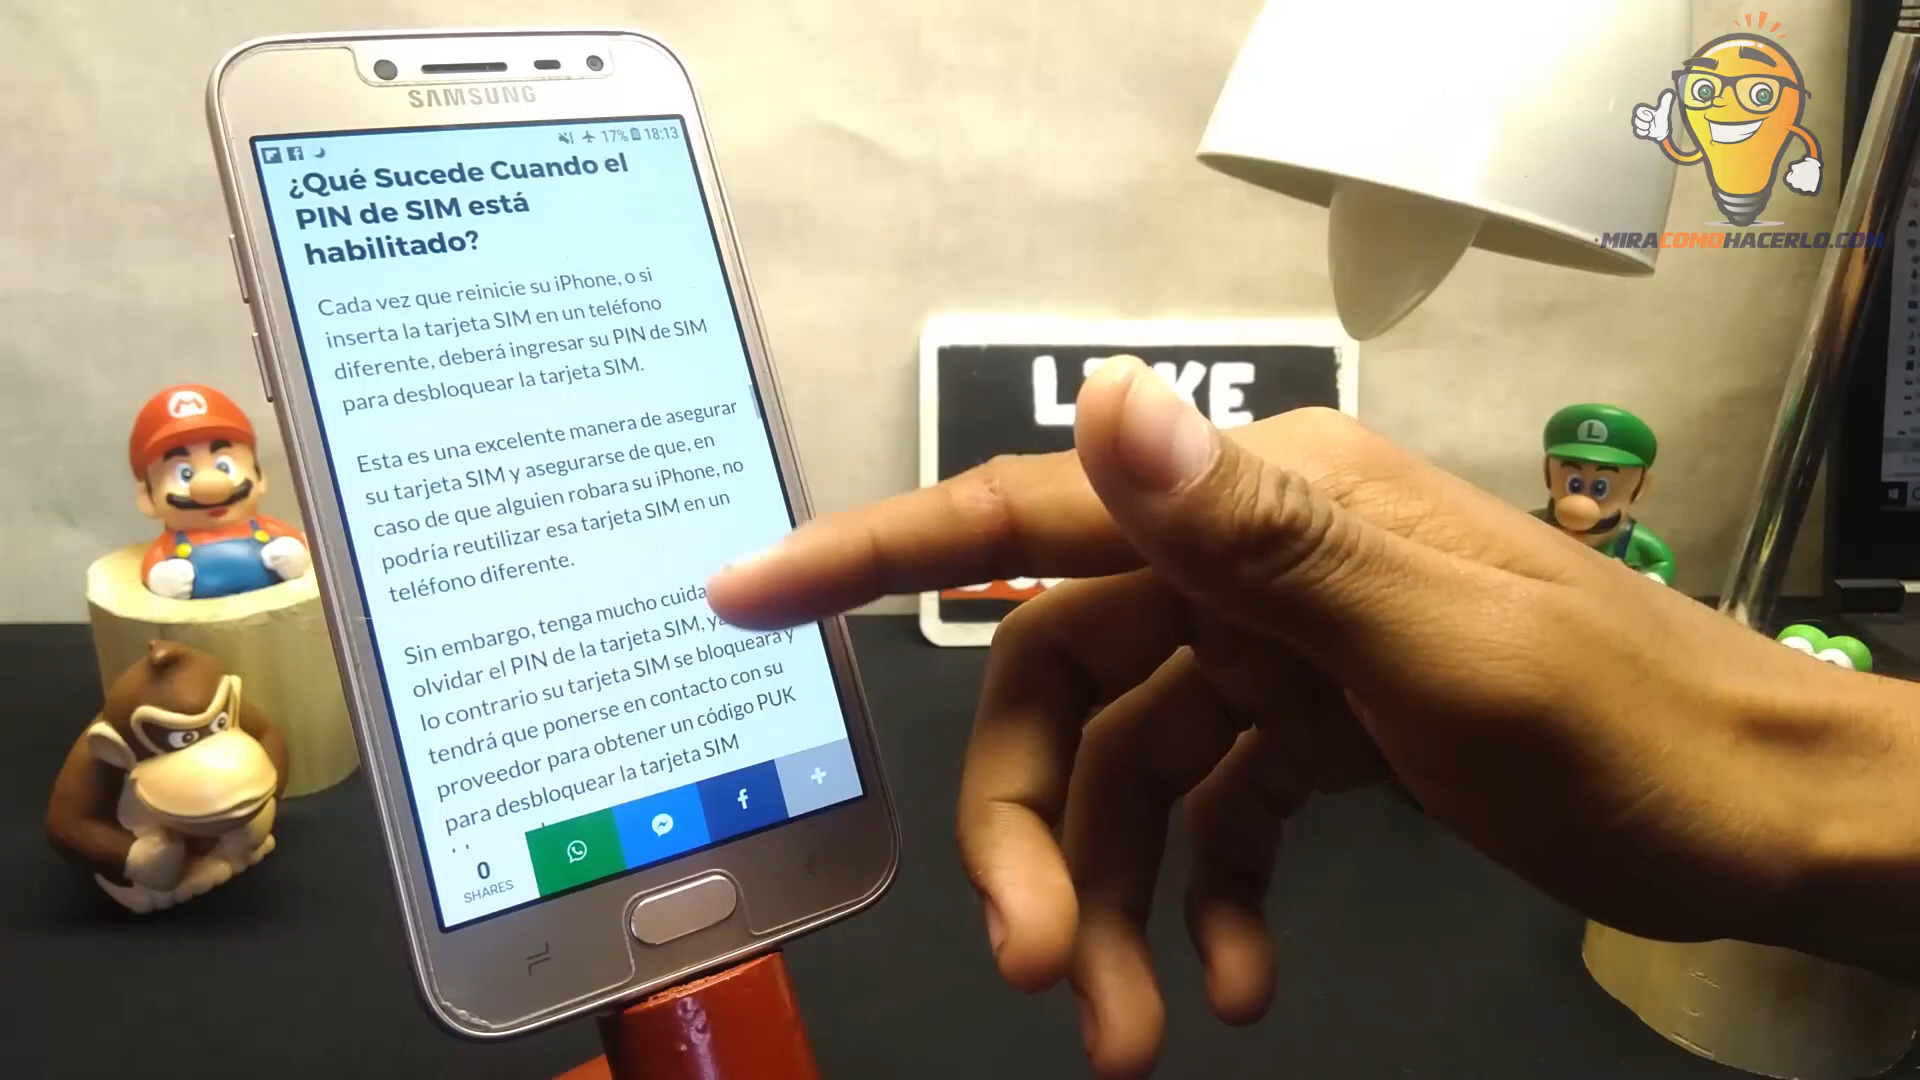 SAMSUNG
17% 18:13
¿Qué Sucede Cuando el
PIN de SIM está
habilitado?
Cada vez que reinicie su iPhone, o si
inserta la tarjeta SIM en un teléfono
diferente, deberá ingresar su PIN de SIM
para desbloquear la tarjeta SIM.
Esta es una excelente manera de asegurar
su tarjeta SIM y asegurarse de que, en
caso de que alguien robara su iPhone, no
podría reutilizar esa tarjeta SIM en un
teléfono diferente.
Sin embargo, tenga mucho
olvidar el PIN de la tarjeta SIM,
lo contrario su tarjeta SIM se bloqueará y
tendrá que ponerse en contacto con su
proveedor para obtener un código PUK
para desbloquear la tarjeta SIM
0
SHARES
MIRACOMOHACERLO.COM
M
L